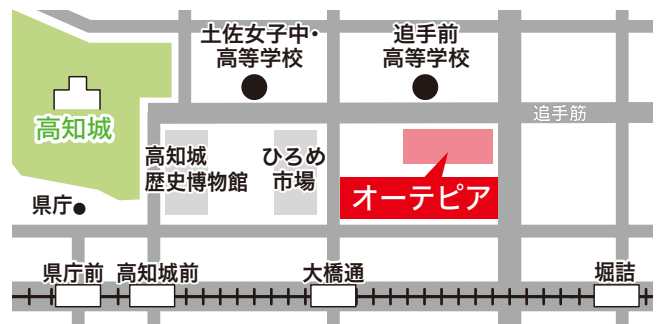 土佐女子中・
高等学校
追手前
高等学校
高知城
追手筋
高知城
歴史博物館
ひろめ
市場
オーテピア
県庁
県庁前
高知城前
大橋通
堀詰